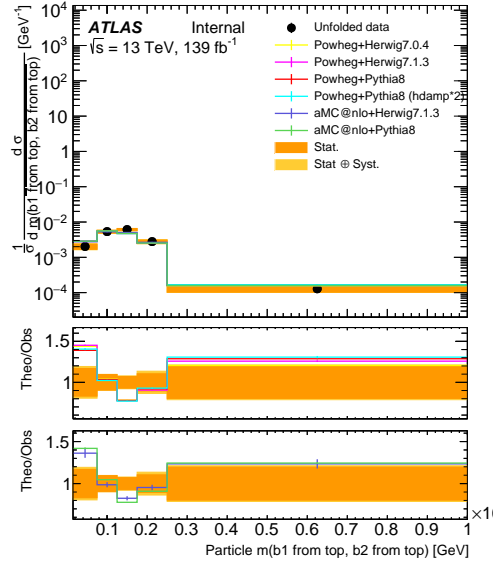 ATLAS Internal
√s = 13 TeV, 139 fb⁻¹
Unfolded data
Powheg+Herwig7.0.4
Powheg+Herwig7.1.3
Powheg+Pythia8
Powheg+Pythia8 (hdamp*2)
aMC@nlo+Herwig7.1.3
aMC@nlo+Pythia8
Stat.
Stat ⊕ Syst.
1/σ d σ / d m(b1 from top, b2 from top) [GeV⁻¹]
10⁴
10³
10²
10
1
10⁻¹
10⁻²
10⁻³
10⁻⁴
Theo/Obs
1.5
1
Theo/Obs
1.5
1
0.1 0.2 0.3 0.4 0.5 0.6 0.7 0.8 0.9 1
×10
Particle m(b1 from top, b2 from top) [GeV]